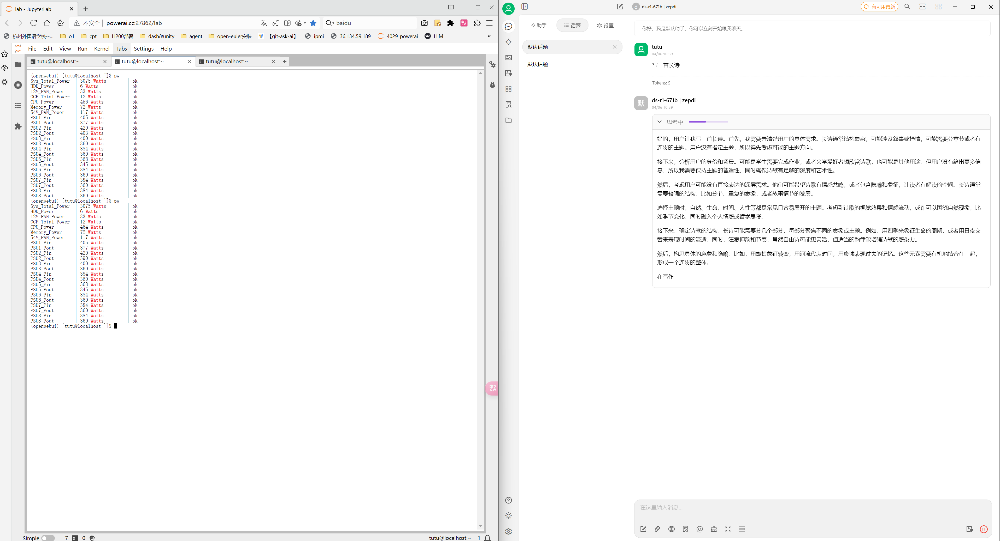 lab - JupyterLab
不安全 powerai.cc:27862/lab
baidu
杭州外国语学校--...
o1
cpt
H200部署
dash&unity
agent
open-euler安装
【git-ask-ai】
ipmi
36.134.59.189
4029_powerai
LLM
»
File Edit View Run Kernel Tabs Settings Help
tutu@localhost:~
tutu@localhost:~
tutu@localhost:~
(openwebui) [tutu@localhost ~]$ pw
Sys_Total_Power | 3075 Watts | ok
HDD_Power | 6 Watts | ok
12V_FAN_Power | 33 Watts | ok
OCP_Total_Power | 12 Watts | ok
CPU_Power | 456 Watts | ok
Memory_Power | 72 Watts | ok
54V_FAN_Power | 117 Watts | ok
PSU1_Pin | 405 Watts | ok
PSU1_Pout | 377 Watts | ok
PSU2_Pin | 420 Watts | ok
PSU2_Pout | 403 Watts | ok
PSU3_Pin | 400 Watts | ok
PSU3_Pout | 360 Watts | ok
PSU4_Pin | 384 Watts | ok
PSU4_Pout | 360 Watts | ok
PSU5_Pin | 368 Watts | ok
PSU5_Pout | 345 Watts | ok
PSU6_Pin | 384 Watts | ok
PSU6_Pout | 360 Watts | ok
PSU7_Pin | 384 Watts | ok
PSU7_Pout | 360 Watts | ok
PSU8_Pin | 384 Watts | ok
PSU8_Pout | 360 Watts | ok
(openwebui) [tutu@localhost ~]$ pw
Sys_Total_Power | 3075 Watts | ok
HDD_Power | 6 Watts | ok
12V_FAN_Power | 33 Watts | ok
OCP_Total_Power | 12 Watts | ok
CPU_Power | 464 Watts | ok
Memory_Power | 72 Watts | ok
54V_FAN_Power | 117 Watts | ok
PSU1_Pin | 405 Watts | ok
PSU1_Pout | 377 Watts | ok
PSU2_Pin | 420 Watts | ok
PSU2_Pout | 390 Watts | ok
PSU3_Pin | 400 Watts | ok
PSU3_Pout | 360 Watts | ok
PSU4_Pin | 384 Watts | ok
PSU4_Pout | 360 Watts | ok
PSU5_Pin | 368 Watts | ok
PSU5_Pout | 345 Watts | ok
PSU6_Pin | 384 Watts | ok
PSU6_Pout | 360 Watts | ok
PSU7_Pin | 384 Watts | ok
PSU7_Pout | 360 Watts | ok
PSU8_Pin | 384 Watts | ok
PSU8_Pout | 360 Watts | ok
(openwebui) [tutu@localhost ~]$
Simple 7 0 tutu@localhost:~ 1
助手 话题 设置
默认话题
默认话题
d ds-r1-671b | zepdi
有可用更新
你好，我是默认助手。你可以立刻开始跟我聊天。
tutu
04/06 10:39
写一首长诗
Tokens: 5
默
ds-r1-671b | zepdi
04/06 10:39
思考中
好的，用户让我写一首长诗。首先，我需要弄清楚用户的具体需求。长诗通常结构复杂，可能涉及叙事或抒情，可能需要分章节或者有
连贯的主题。用户没有指定主题，所以得先考虑可能的主题方向。
接下来，分析用户的身份和场景。可能是学生需要完成作业，或者文学爱好者想欣赏诗歌，也可能是其他用途。但用户没有给出更多信
息，所以我需要保持主题的普适性，同时确保诗歌有足够的深度和艺术性。
然后，考虑用户可能没有直接表达的深层需求。他们可能希望诗歌有情感共鸣，或者包含隐喻和象征，让读者有解读的空间。长诗通常
需要较强的结构，比如分节、重复的意象，或者故事情节的发展。
选择主题时，自然、生命、时间、人性等都是常见且容易展开的主题。考虑到诗歌的视觉效果和情感流动，或许可以围绕自然现象，比
如季节变化，同时融入个人情感或哲学思考。
接下来，确定诗歌的结构。长诗可能需要分几个部分，每部分聚焦不同的意象或主题。例如，用四季来象征生命的周期，或者用日夜交
替来表现时间的流逝。同时，注意押韵和节奏，虽然自由诗可能更灵活，但适当的韵律能增强诗歌的感染力。
然后，构思具体的意象和隐喻。比如，用蝴蝶象征转变，用河流代表时间，用废墟表现过去的记忆。这些元素需要有机地结合在一起，
形成一个连贯的整体。
在写作
在这里输入消息...